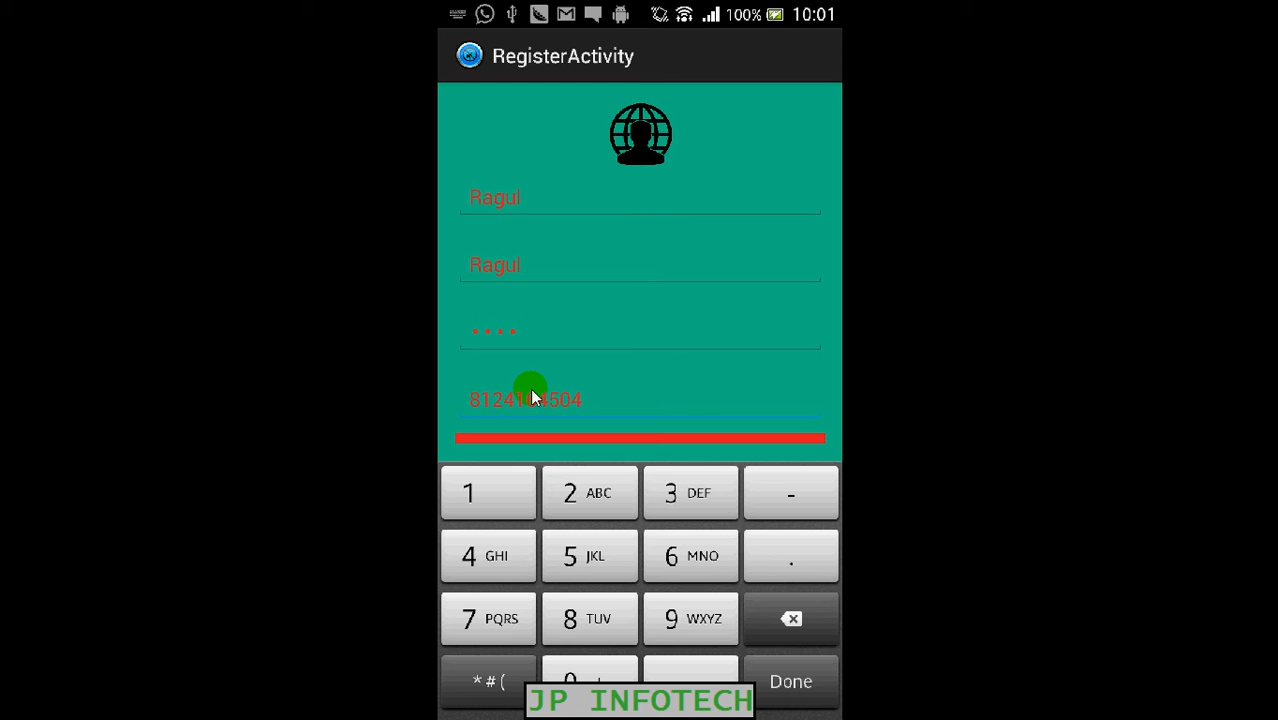 100% 10:01
RegisterActivity
Ragul
Ragul
....
1 2 ABC 3 DEF -
4 GHI 5 JKL 6 MNO .
7 PQRS 8 TUV 9 WXYZ
* # ( Done
JP INFOTECH